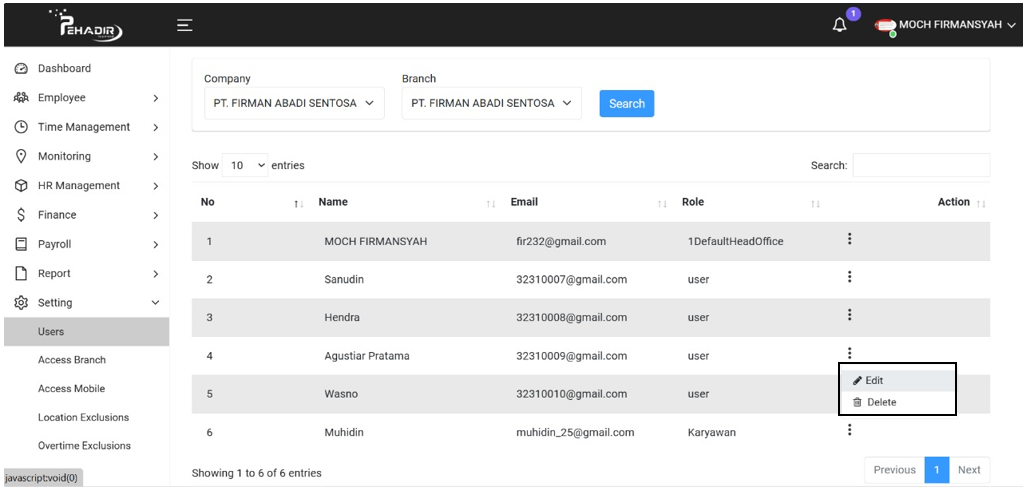 PEHADIR
1
MOCH FIRMANSYAH
Dashboard
Employee
Time Management
Monitoring
HR Management
Finance
Payroll
Report
Setting
Users
Access Branch
Access Mobile
Location Exclusions
Overtime Exclusions
javascript:void(0)
Company Branch
PT. FIRMAN ABADI SENTOSA PT. FIRMAN ABADI SENTOSA Search
Show 10 entries Search:
No Name Email Role Action
1 MOCH FIRMANSYAH fir232@gmail.com 1DefaultHeadOffice
2 Sanudin 32310007@gmail.com user
3 Hendra 32310008@gmail.com user
4 Agustiar Pratama 32310009@gmail.com user
Edit
5 Wasno 32310010@gmail.com user
Delete
6 Muhidin muhidin_25@gmail.com Karyawan
Showing 1 to 6 of 6 entries Previous 1 Next